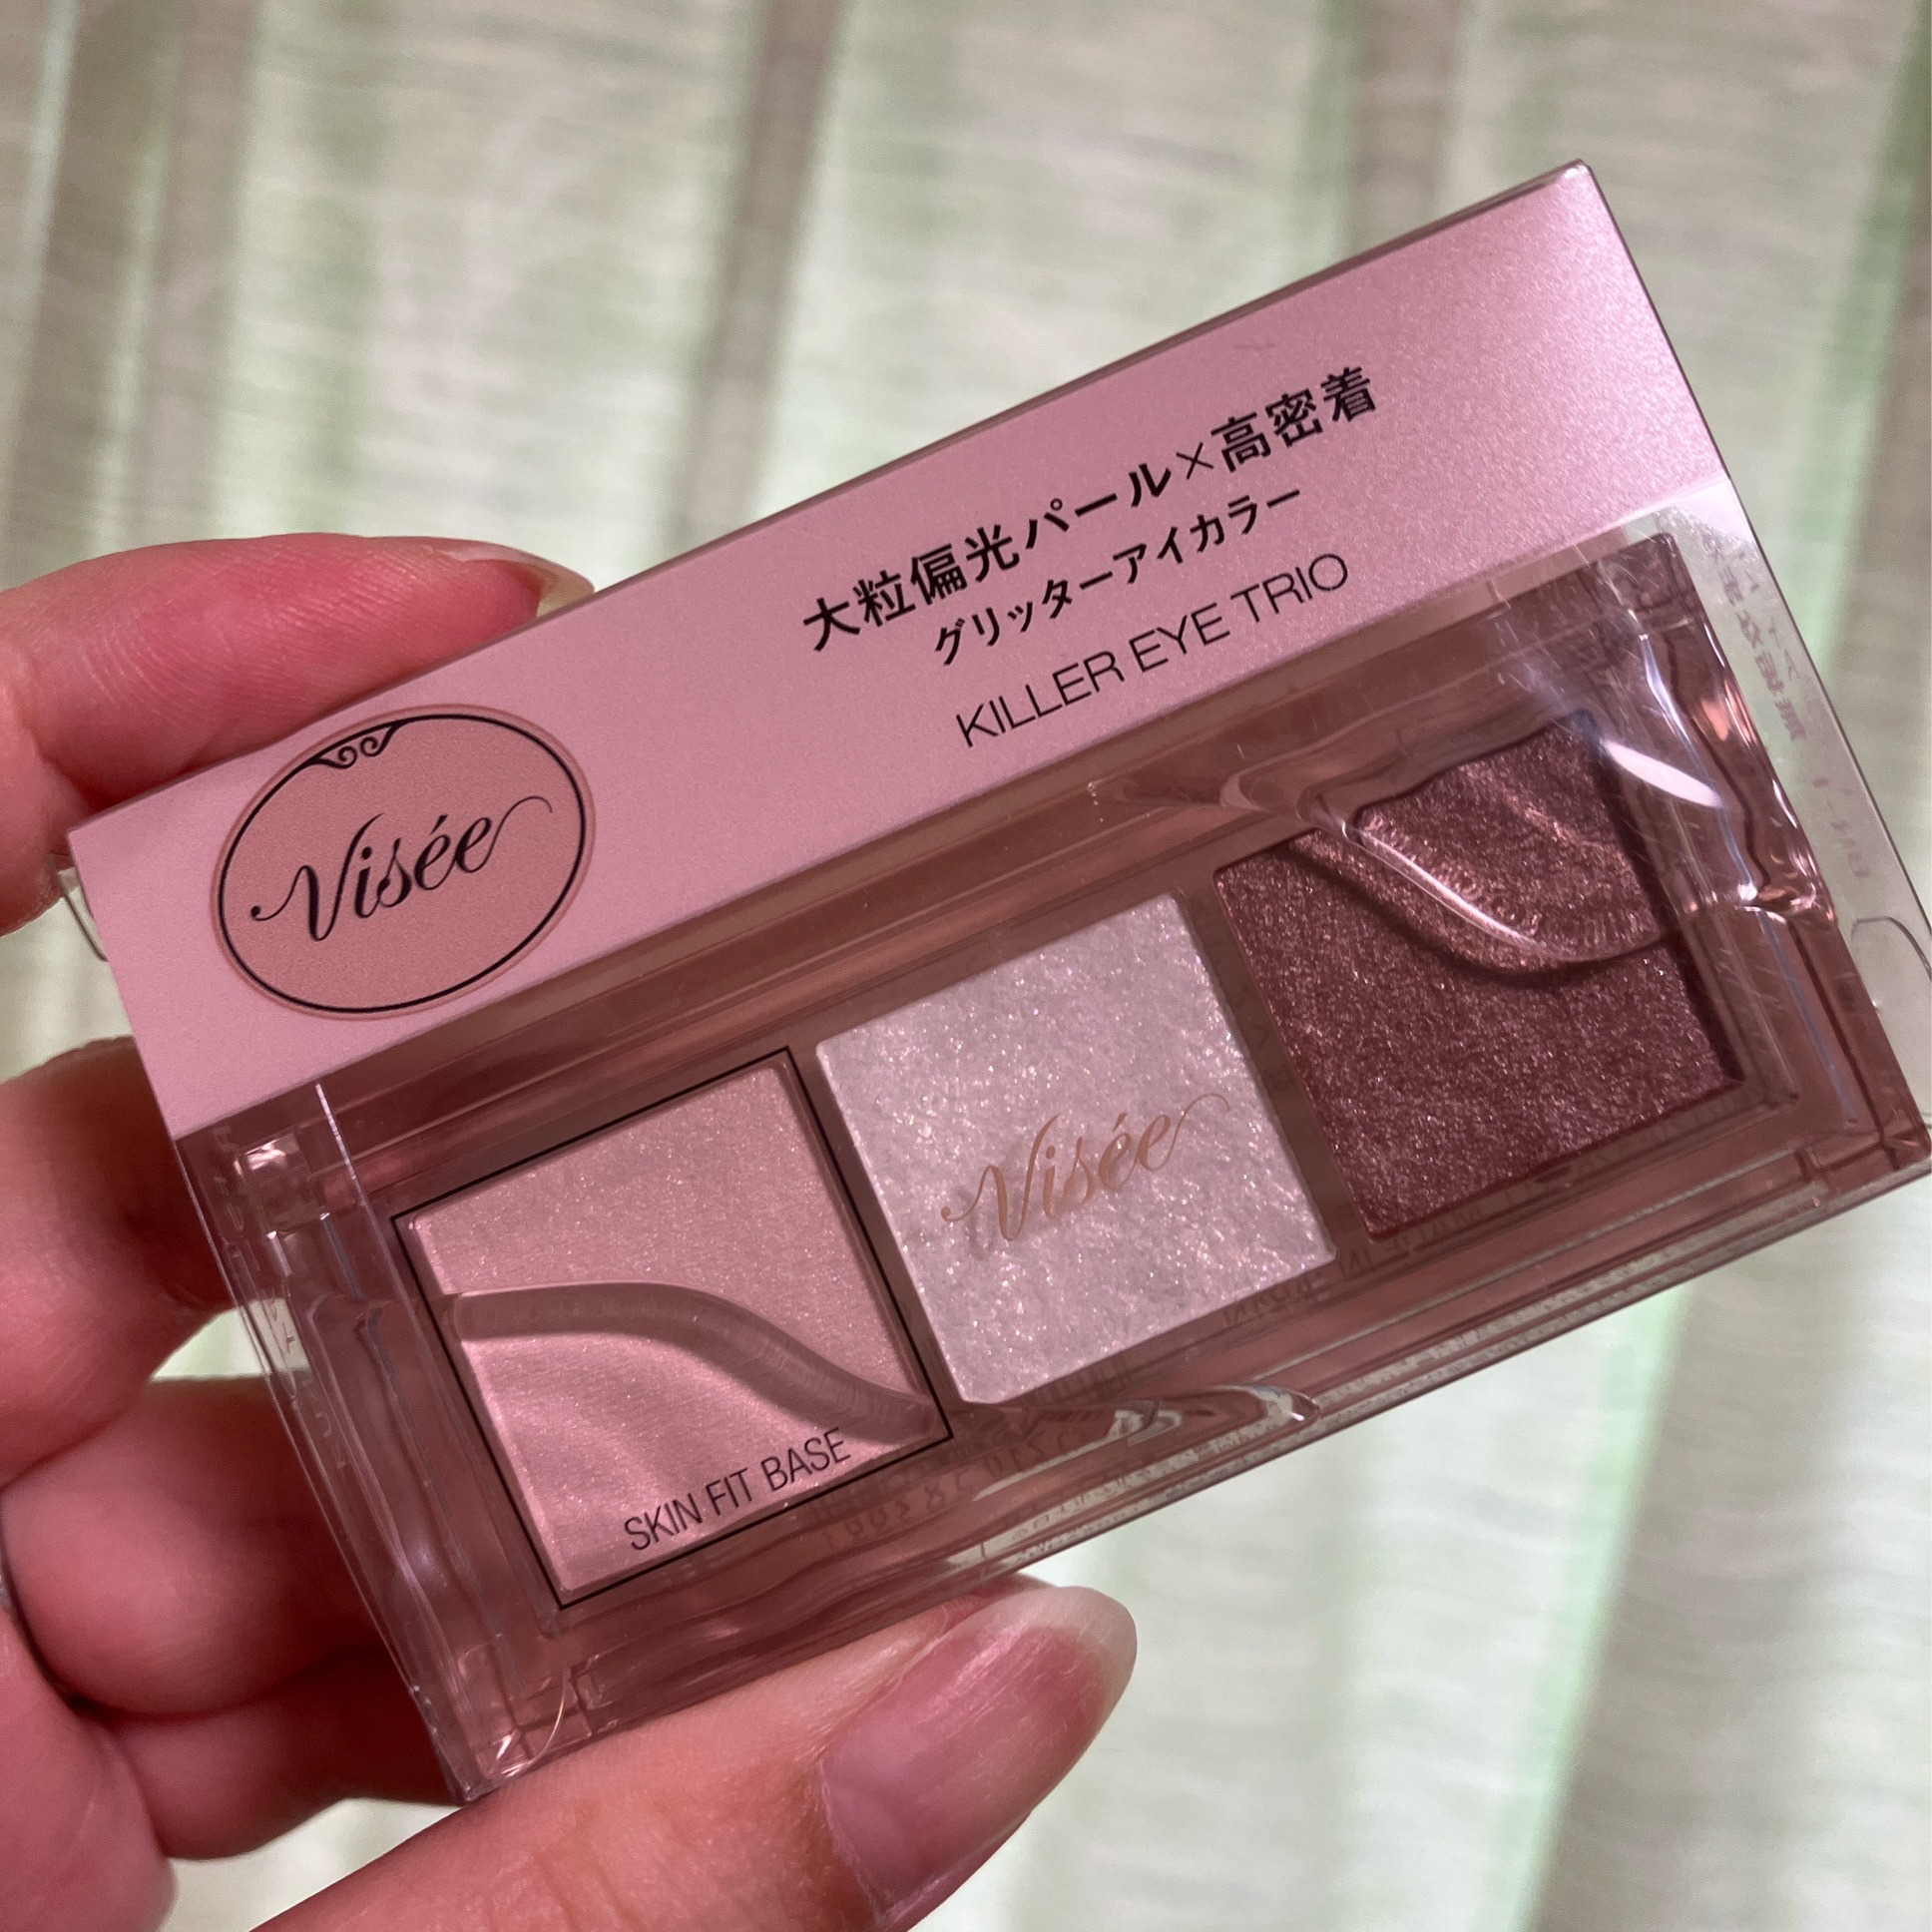 大粒偏光パール×高密着
グリッターアイカラー
KILLER EYE TRIO
Visée
Visée
SKIN FIT BASE